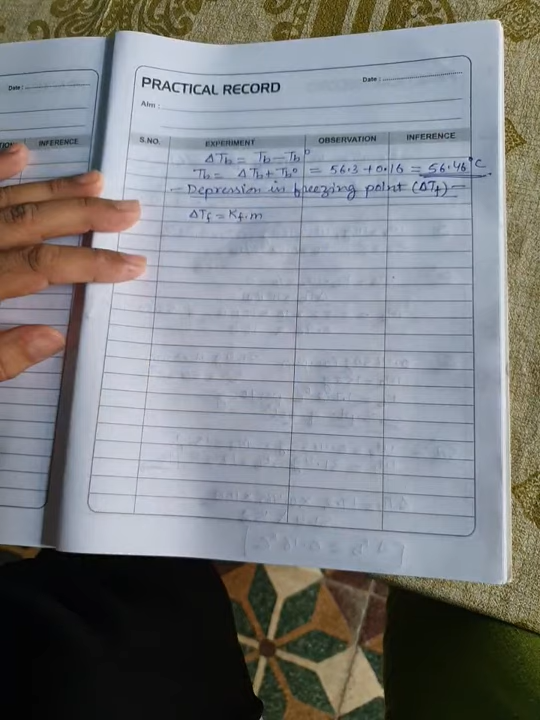 Date :
TION
INFERENCE
PRACTICAL RECORD
Date :
Aim :
S.NO.
EXPERIMENT
OBSERVATION
INFERENCE
ΔTb = Tb - Tb°
Tb = ΔTb + Tb° = 56.3 + 0.16 = 56.46°C.
- Depression in freezing point (ΔTf) -
ΔTf = Kf.m